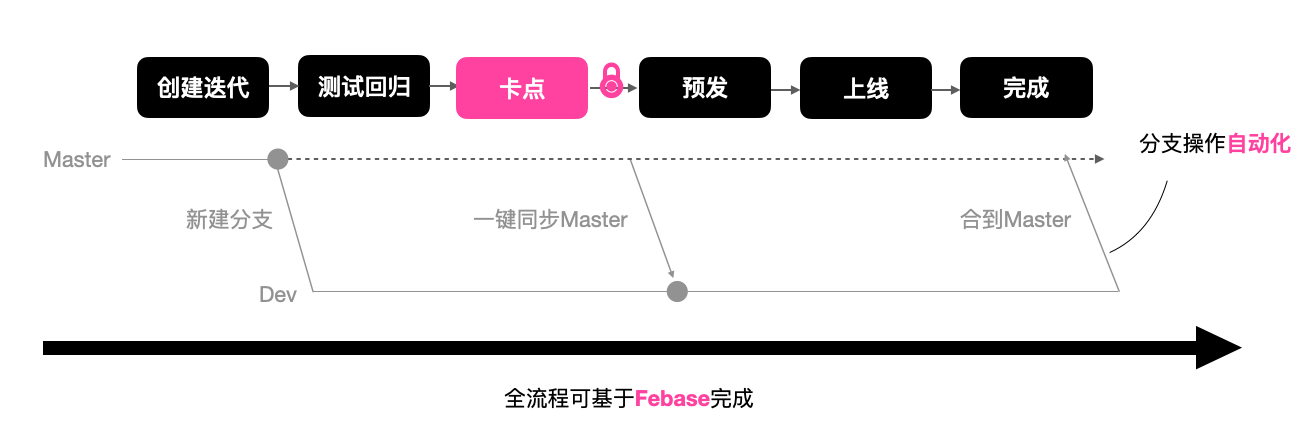 创建迭代
测试回归
卡点
预发
上线
完成
Master
分支操作自动化
新建分支
一键同步Master
合到Master
Dev
全流程可基于Febase完成